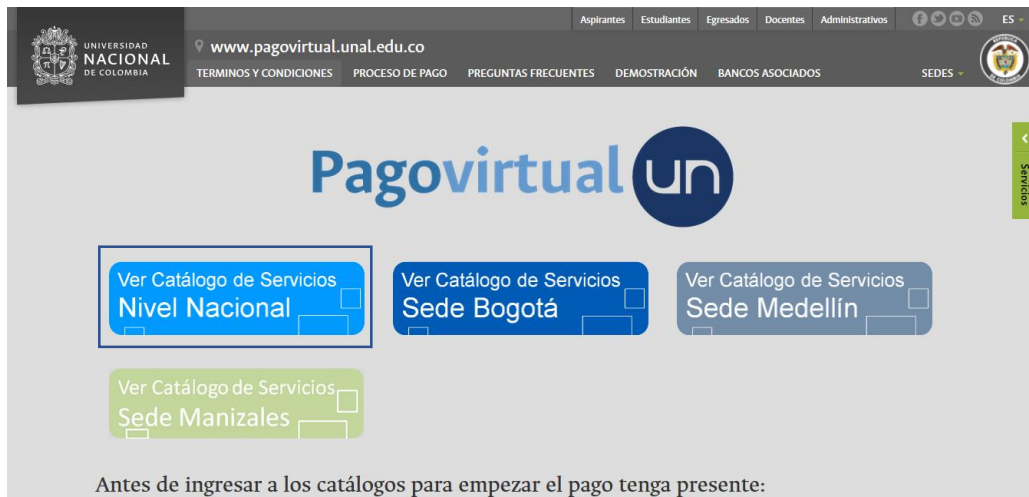 Aspirantes Estudiantes Egresados Docentes Administrativos ES
UNIVERSIDAD
NACIONAL
DE COLOMBIA
www.pagovirtual.unal.edu.co
TERMINOS Y CONDICIONES PROCESO DE PAGO PREGUNTAS FRECUENTES DEMOSTRACIÓN BANCOS ASOCIADOS SEDES
Servicios
Pagovirtual un
Ver Catálogo de Servicios
Nivel Nacional
Ver Catálogo de Servicios
Sede Bogotá
Ver Catálogo de Servicios
Sede Medellín
Ver Catálogo de Servicios
Sede Manizales
Antes de ingresar a los catálogos para empezar el pago tenga presente: